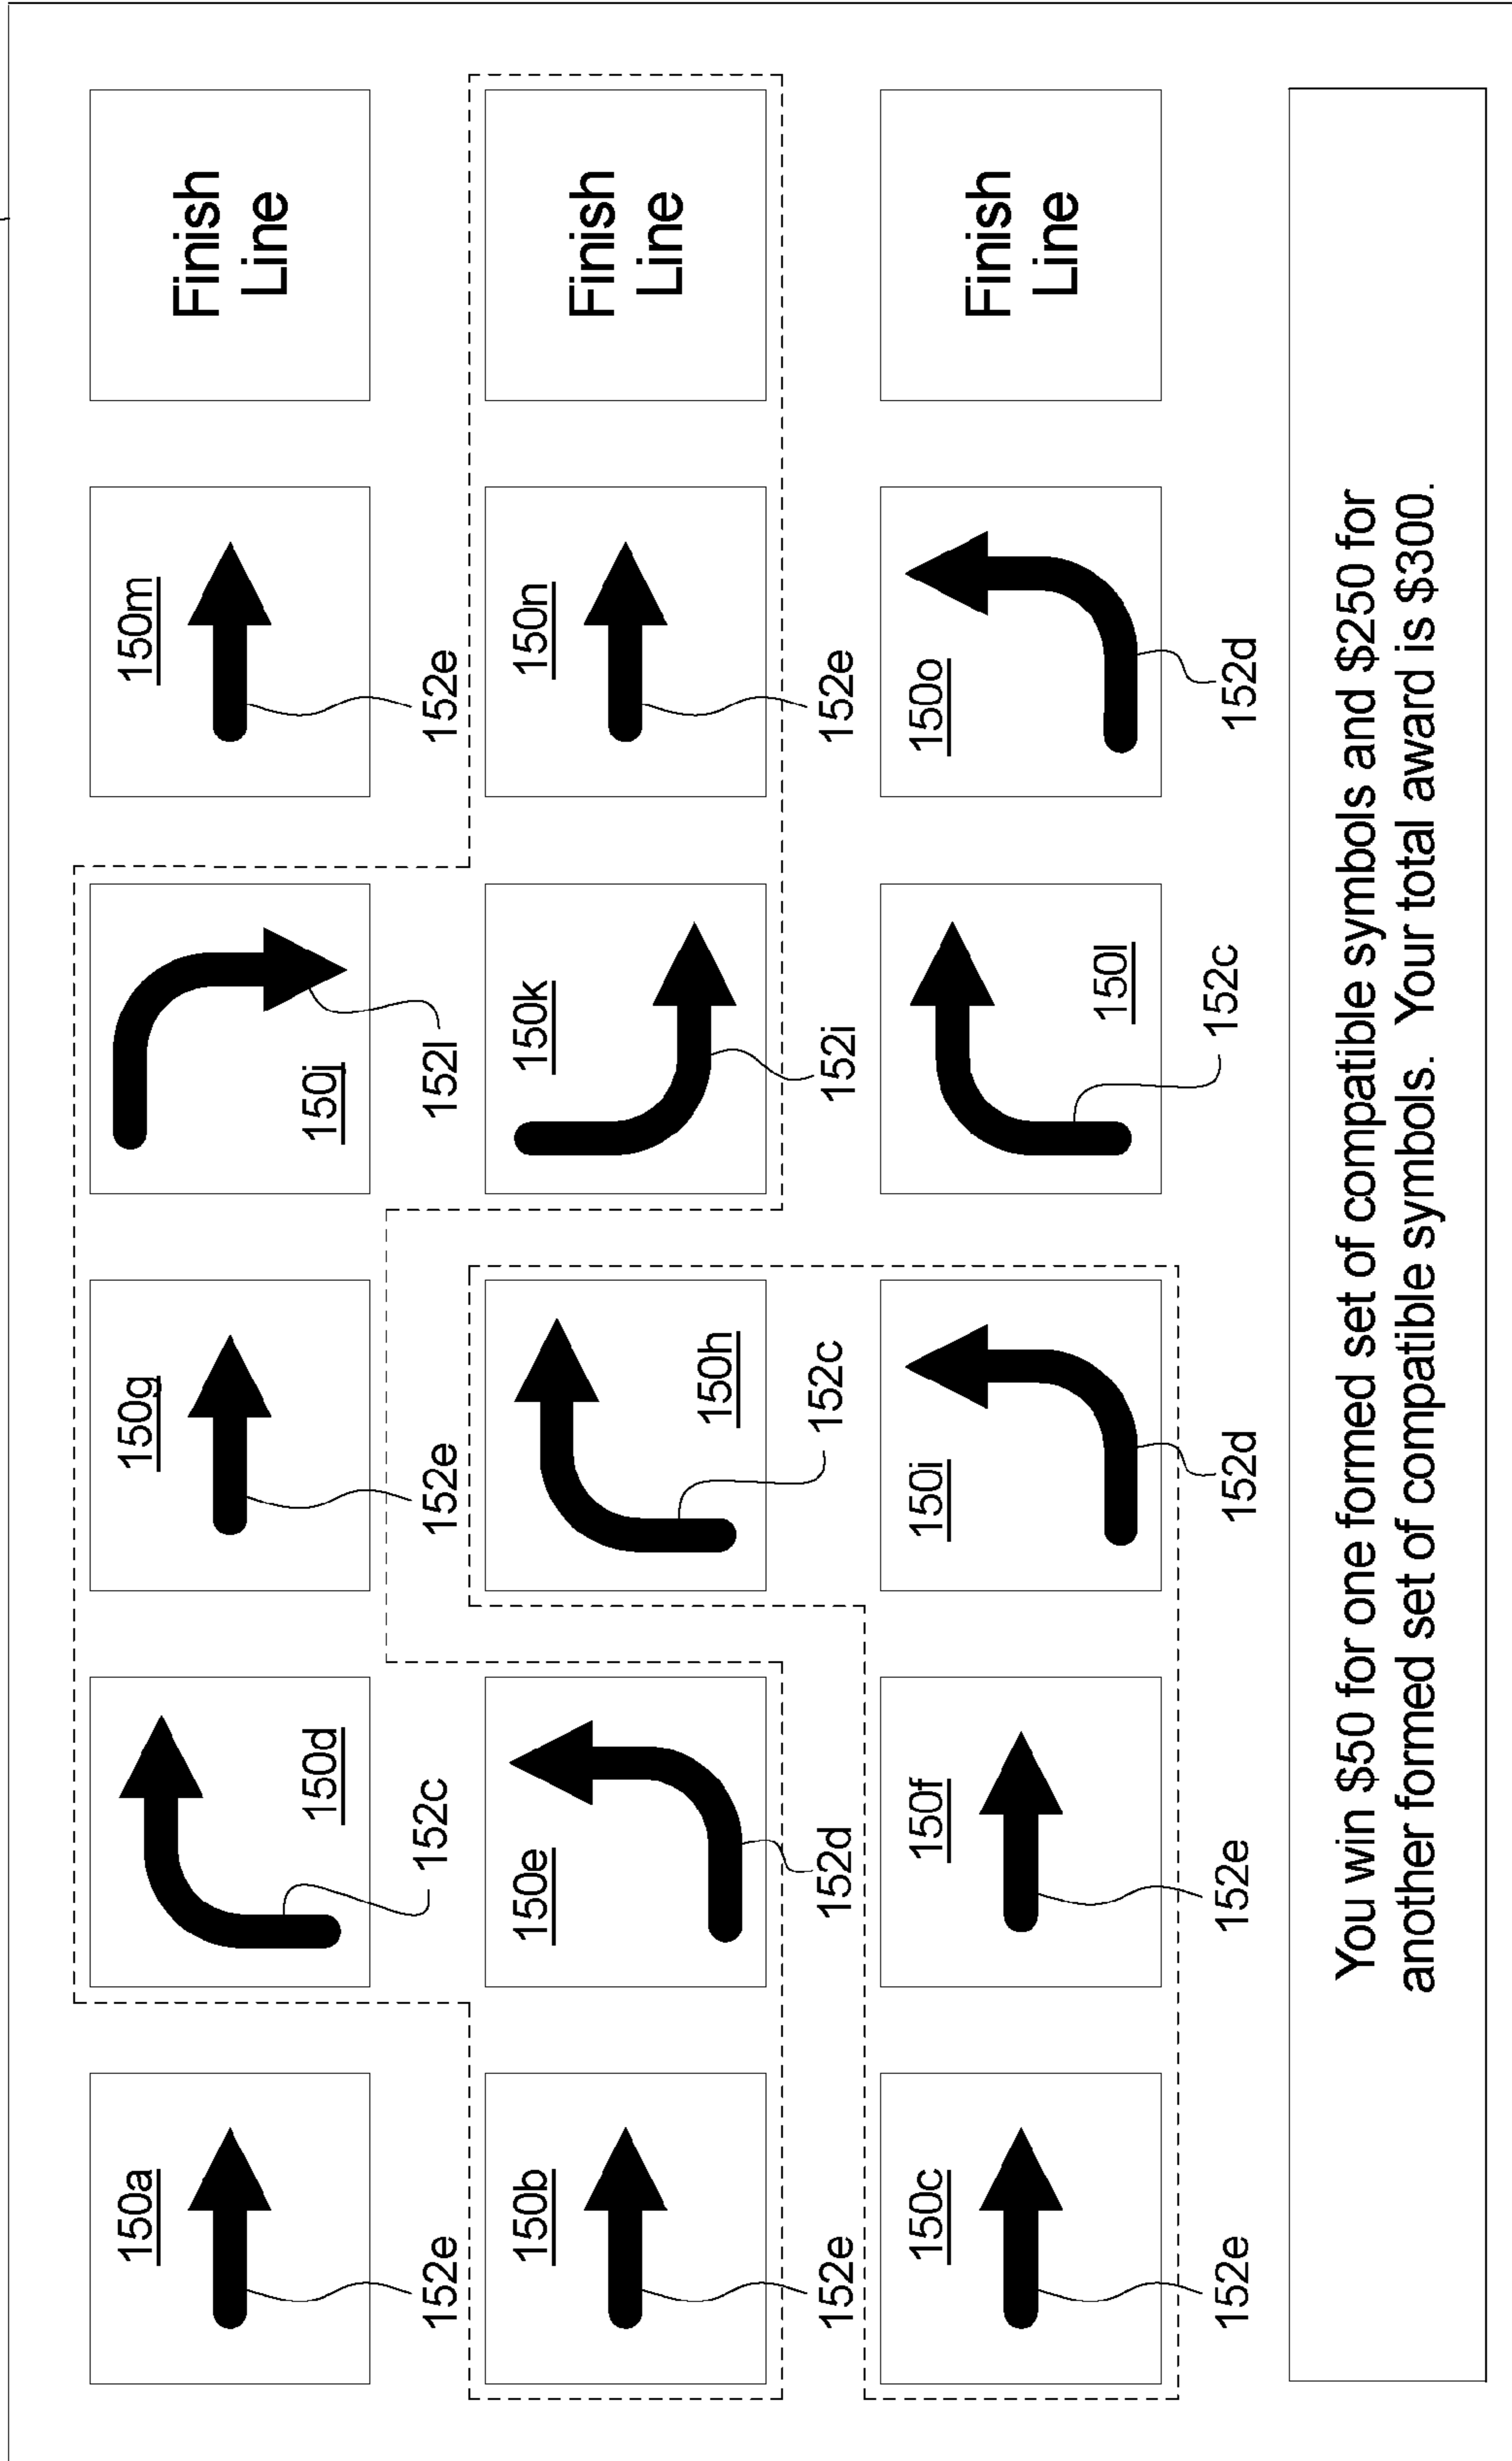 150a
152e
150d
152c
150g
152e
150j
152l
150m
152e
Finish
Line
150b
152e
150e
152d
150h
152c
150k
152i
150n
152e
Finish
Line
150c
152e
150f
152e
150i
152d
150l
152c
150o
152d
Finish
Line
You win $50 for one formed set of compatible symbols and $250 for
another formed set of compatible symbols. Your total award is $300.